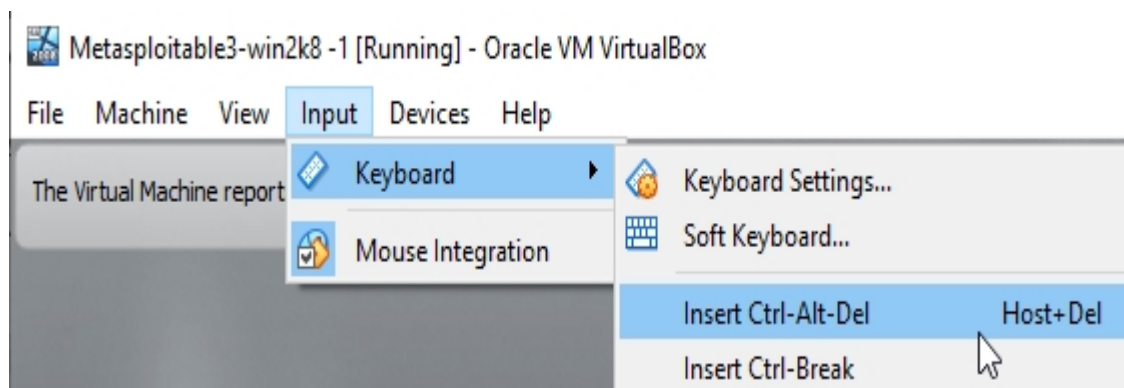 Metasploitable3-win2k8 -1 [Running] - Oracle VM VirtualBox
File Machine View Input Devices Help
The Virtual Machine report
Keyboard
Mouse Integration
Keyboard Settings...
Soft Keyboard...
Insert Ctrl-Alt-Del Host+Del
Insert Ctrl-Break